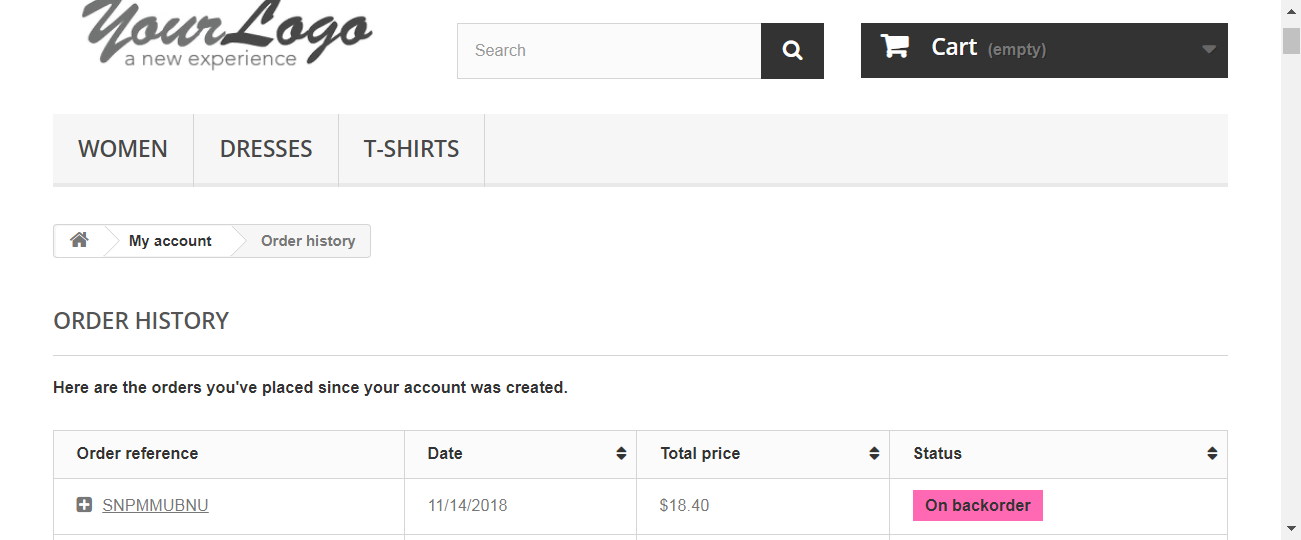 YourLogo
a new experience
Search
Cart (empty)
WOMEN DRESSES T-SHIRTS
My account Order history
ORDER HISTORY
Here are the orders you've placed since your account was created.
Order reference Date Total price Status
SNPMMUBNU 11/14/2018 $18.40 On backorder